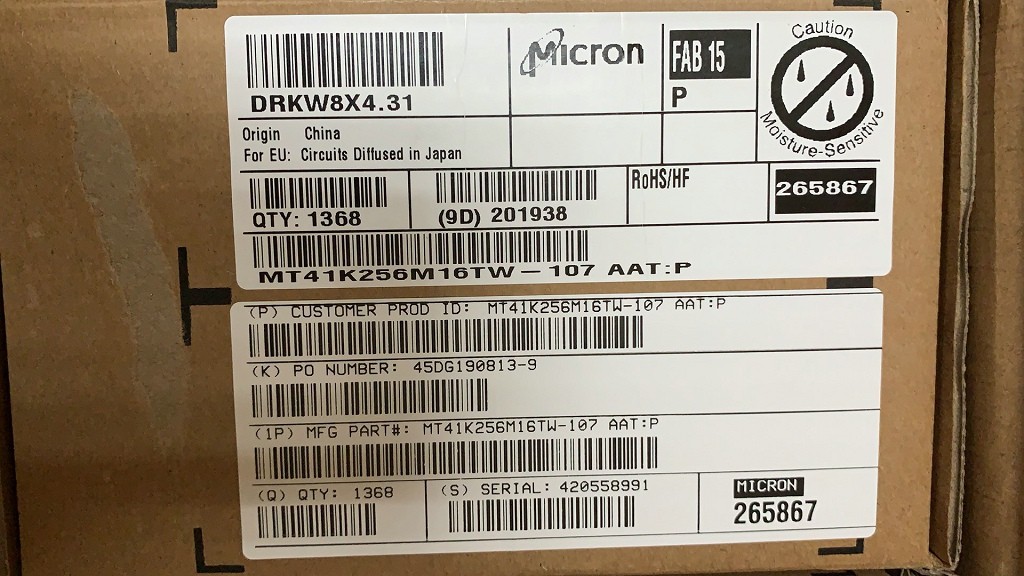 DRKW8X4.31
Micron
FAB 15
P
Caution
Moisture-Sensitive
Origin China
For EU: Circuits Diffused in Japan
QTY: 1368
(9D) 201938
RoHS/HF
265867
MT41K256M16TW-107 AAT:P
(P) CUSTOMER PROD ID: MT41K256M16TW-107 AAT:P
(K) PO NUMBER: 45DG190813-9
(1P) MFG PART#: MT41K256M16TW-107 AAT:P
(Q) QTY: 1368
(S) SERIAL: 420558991
MICRON
265867